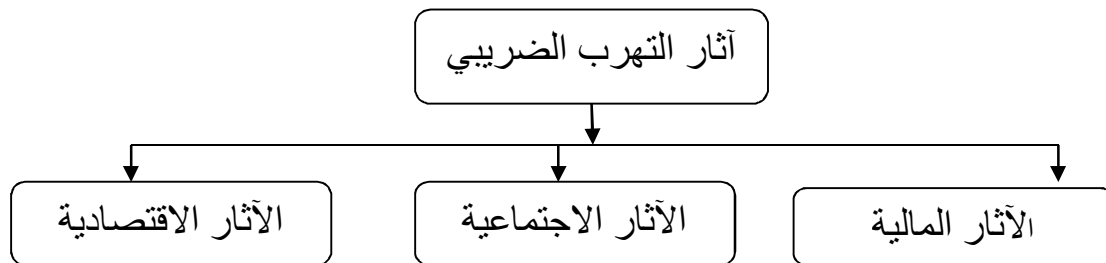 آثار التهرب الضريبي
الآثار المالية
الآثار الاجتماعية
الآثار الاقتصادية